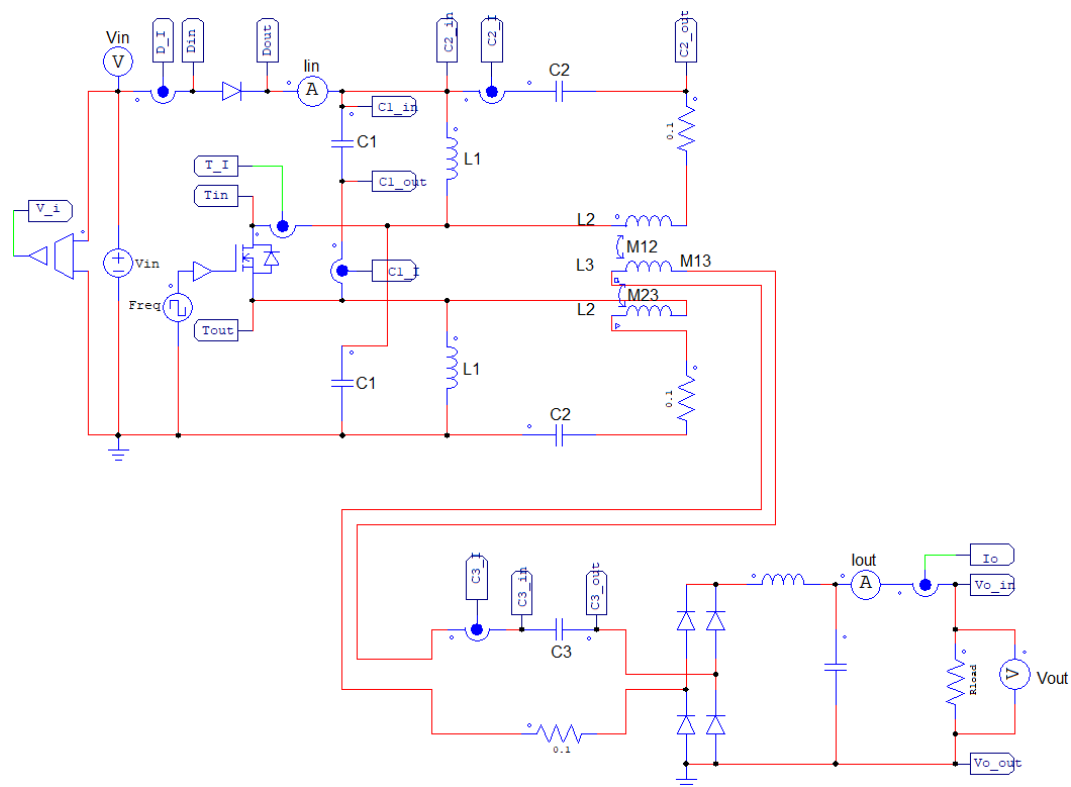 Vin
V
D_I
Din
Dout
Iin
A
C2_in
C2_I
C2
C2_out
C1_in
C1
L1
0.1
T_I
C1_out
Tin
V_i
L2
M12
L3
M13
Vin
C1_I
M23
Freq
L2
Tout
C1
L1
0.1
C2
C3_I
C3_in
C3_out
Iout
A
Io
Vo_in
C3
Rload
V
Vout
0.1
Vo_out